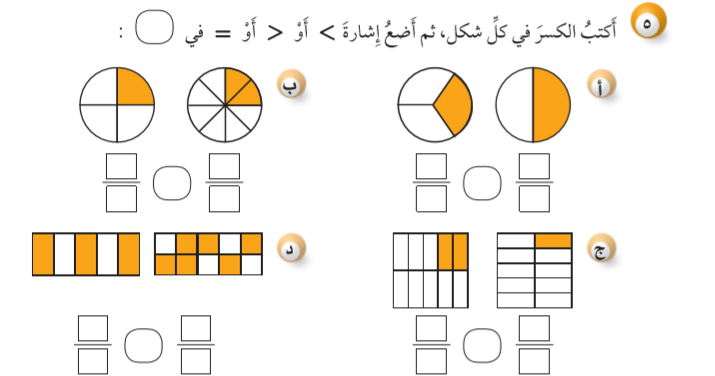 ٥ أَكتبُ الكسرَ في كلِّ شكل، ثم أَضعُ إِشارةَ > أَوْ < أَوْ = في :
أ
ب
ج
د